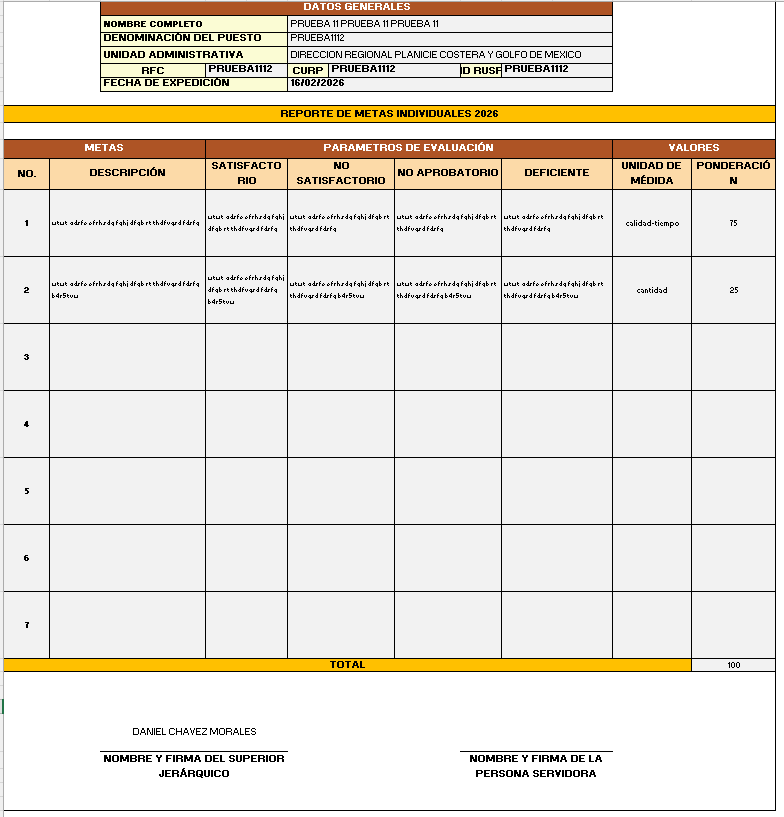 DATOS GENERALES
NOMBRE COMPLETO PRUEBA 11 PRUEBA 11 PRUEBA 11
DENOMINACIÓN DEL PUESTO PRUEBA1112
UNIDAD ADMINISTRATIVA DIRECCION REGIONAL PLANICIE COSTERA Y GOLFO DE MEXICO
RFC PRUEBA1112 CURP PRUEBA1112 ID RUSP PRUEBA1112
FECHA DE EXPEDICIÓN 16/02/2026
REPORTE DE METAS INDIVIDUALES 2026
METAS PARAMETROS DE EVALUACIÓN VALORES
NO. DESCRIPCIÓN SATISFACTO RIO NO SATISFACTORIO NO APROBATORIO DEFICIENTE UNIDAD DE MÉDIDA PONDERACIÓ N
1 calidad-tiempo 75
2 cantidad 25
3
4
5
6
7
TOTAL 100
DANIEL CHAVEZ MORALES
NOMBRE Y FIRMA DEL SUPERIOR
JERÁRQUICO
NOMBRE Y FIRMA DE LA
PERSONA SERVIDORA